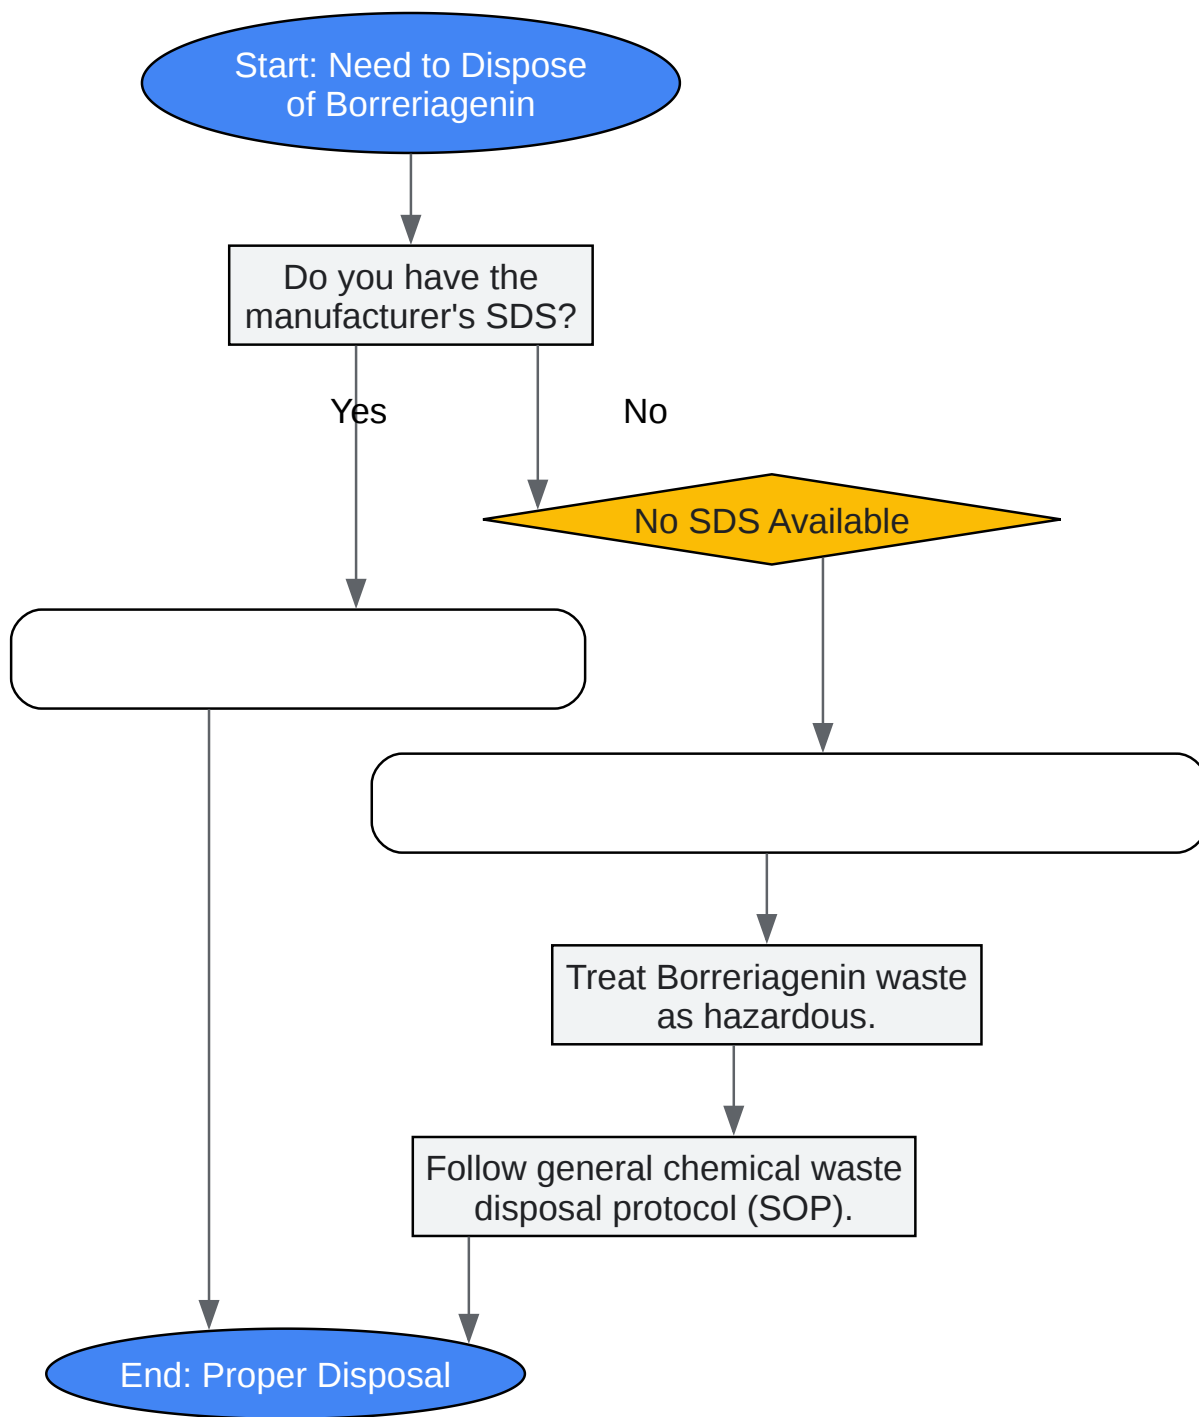 Start: Need to Dispose
of Borreriagenin
Do you have the
manufacturer's SDS?
Yes
No
No SDS Available
Treat Borreriagenin waste
as hazardous.
Follow general chemical waste
disposal protocol (SOP).
End: Proper Disposal